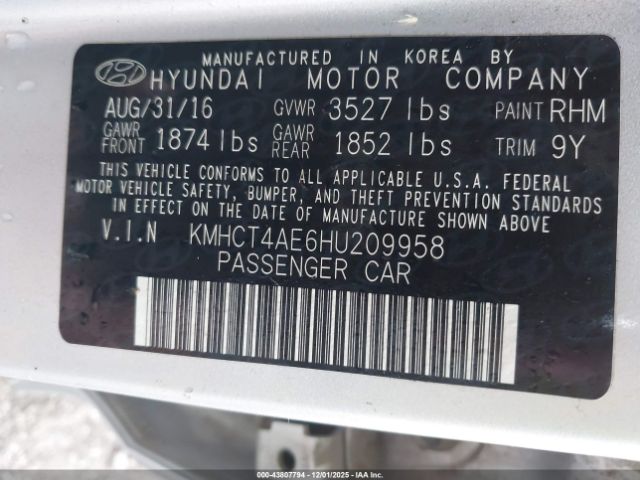 MANUFACTURED IN KOREA BY
HYUNDAI MOTOR COMPANY
AUG/31/16 GVWR 3527 lbs PAINT RHM
GAWR FRONT 1874 lbs GAWR REAR 1852 lbs TRIM 9Y
THIS VEHICLE CONFORMS TO ALL APPLICABLE U.S.A. FEDERAL
MOTOR VEHICLE SAFETY, BUMPER, AND THEFT PREVENTION STANDARDS
IN EFFECT ON THE DATE OF MANUFACTURE SHOWN ABOVE
V.I.N KMHCT4AE6HU209958
PASSENGER CAR
000-43807794 - 12/01/2025 - IAA Inc.